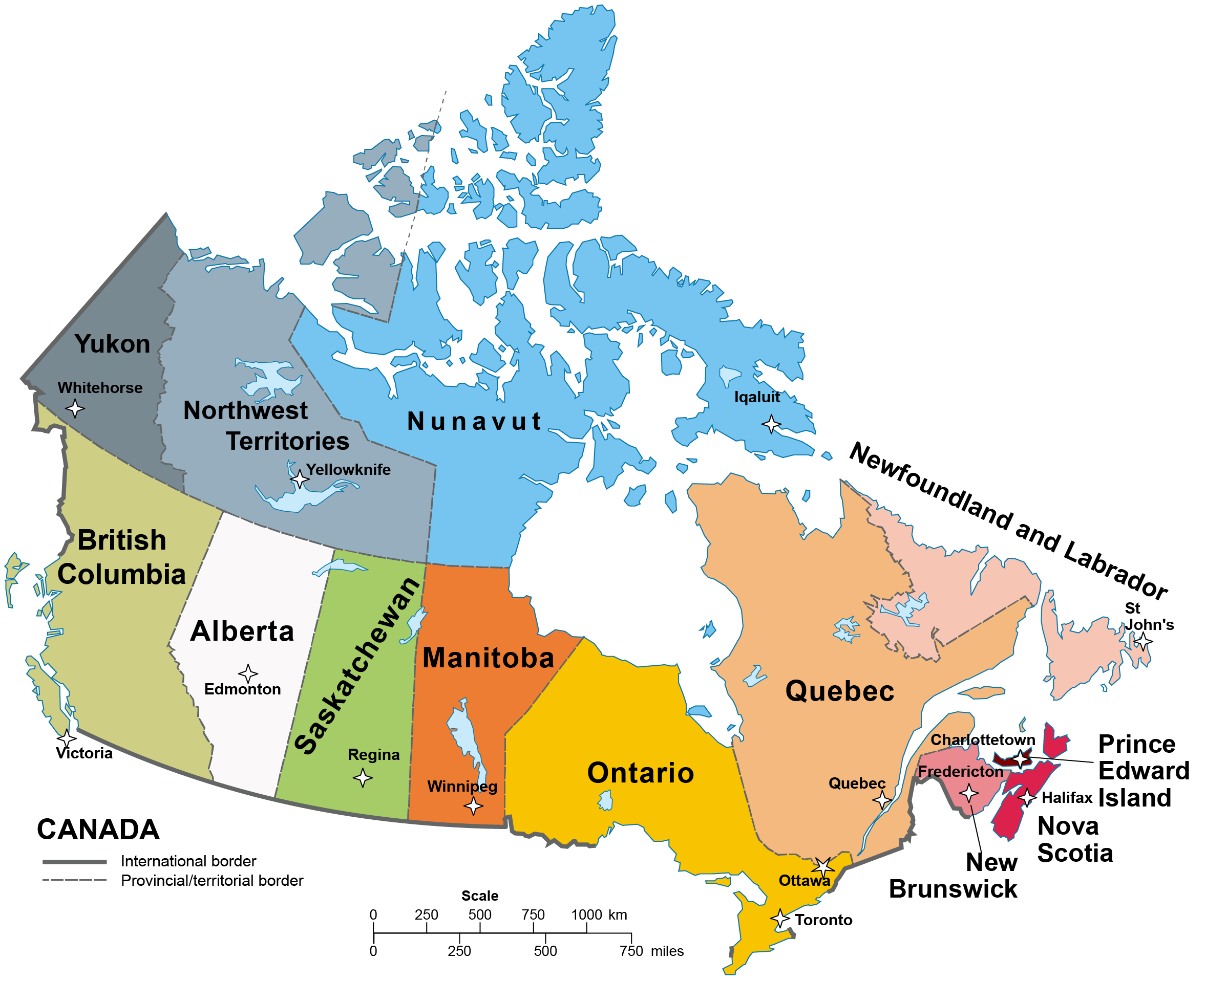 Yukon
Whitehorse
Northwest
Territories
Yellowknife
Nunavut
Iqaluit
Newfoundland and Labrador
St
John's
British
Columbia
Victoria
Alberta
Edmonton
Saskatchewan
Regina
Manitoba
Winnipeg
Ontario
Ottawa
Toronto
Quebec
Quebec
Charlottetown
Prince
Edward
Island
Fredericton
Halifax
Nova
Scotia
New
Brunswick
CANADA
International border
Provincial/territorial border
Scale
0 250 500 750 1000 km
0 250 500 750 miles